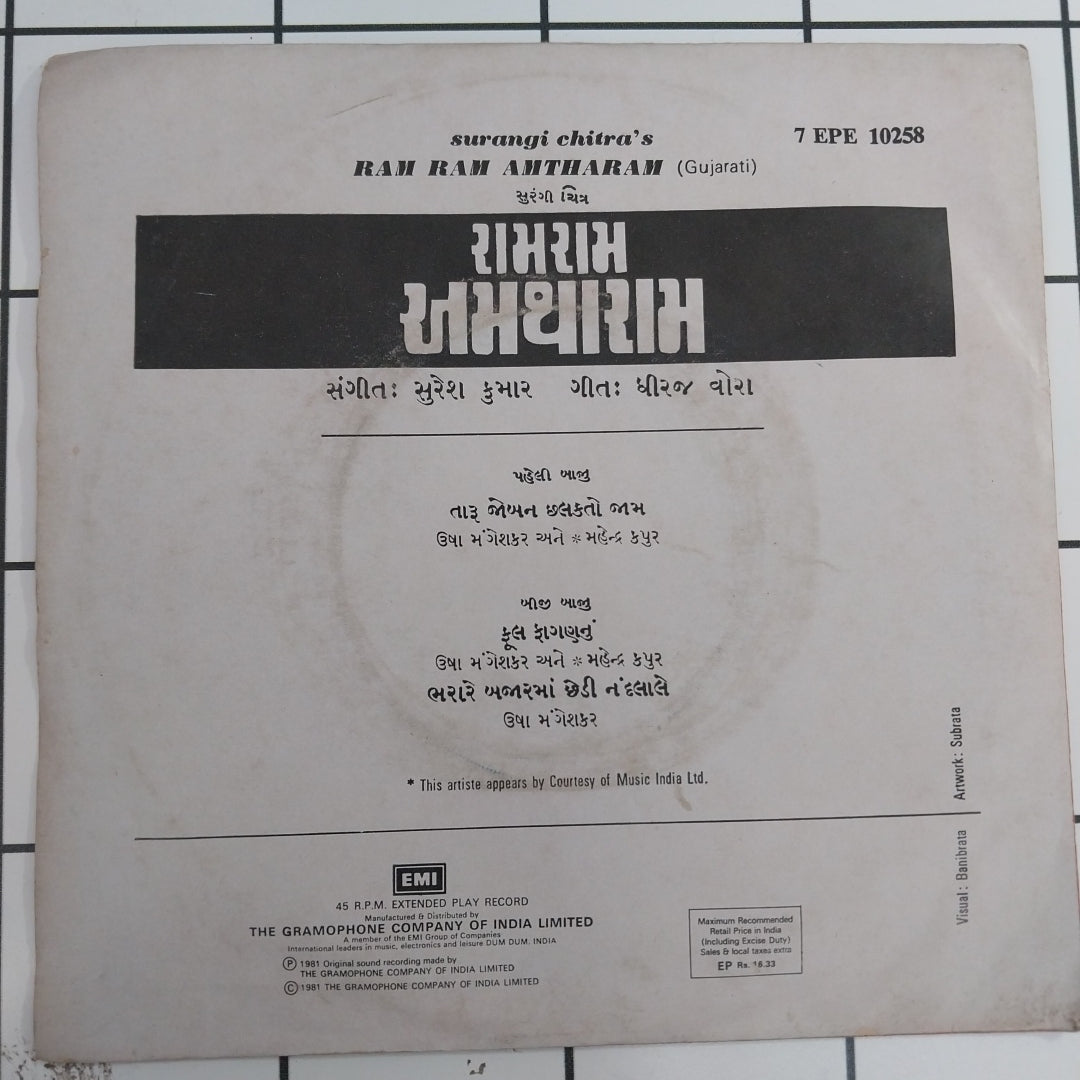 surangi chitra's
7 EPE 10258
RAM RAM AMTHARAM (Gujarati)
સુરંગી ચિત્ર
રામરામ
અમથારામ
સંગીત: સુરેશ કુમાર ગીત: ધીરજ વોરા
પહેલી બાજુ
તારૂ જોબન છલકતો જામ
ઉષા મંગેશકર અને * મહેન્દ્ર કપુર
બીજી બાજુ
ફૂલ ફાગણનું
ઉષા મંગેશકર અને * મહેન્દ્ર કપુર
ભરારે બજારમાં છેડી નંદલાલે
ઉષા મંગેશકર
* This artiste appears by Courtesy of Music India Ltd.
Artwork: Subrata
Visual: Banibrata
EMI
45 R.P.M. EXTENDED PLAY RECORD
Manufactured & Distributed by
THE GRAMOPHONE COMPANY OF INDIA LIMITED
A member of the EMI Group of Companies
International leaders in music, electronics and leisure DUM DUM, INDIA
Ⓟ 1981 Original sound recording made by
THE GRAMOPHONE COMPANY OF INDIA LIMITED
© 1981 THE GRAMOPHONE COMPANY OF INDIA LIMITED
Maximum Recommended
Retail Price in India
(Including Excise Duty)
Sales & local taxes extra
EP Rs. 16.33